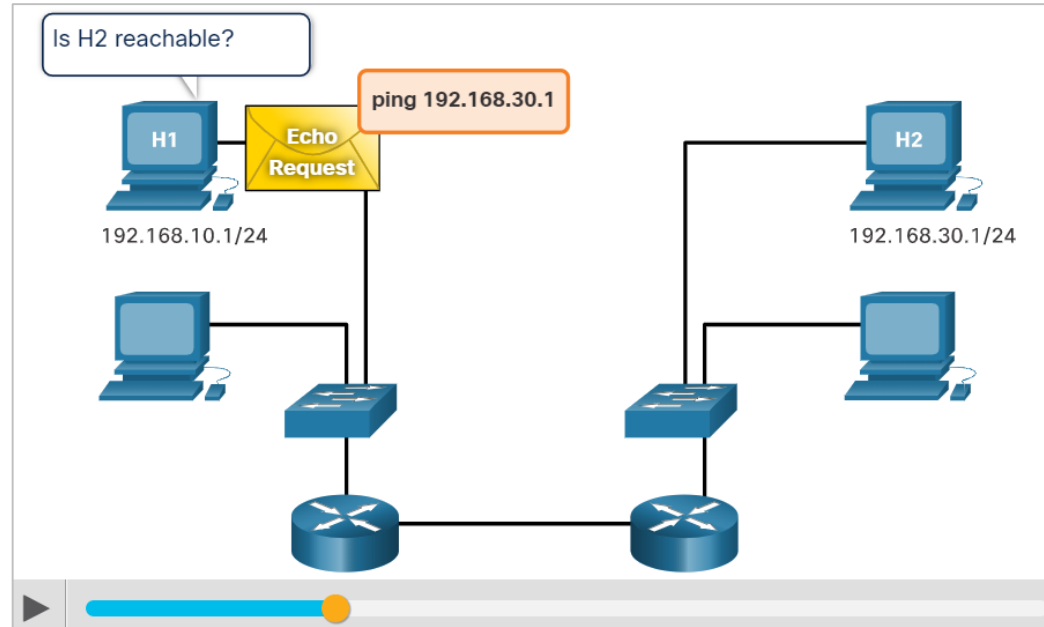 Is H2 reachable?
ping 192.168.30.1
H1
Echo
Request
H2
192.168.10.1/24
192.168.30.1/24